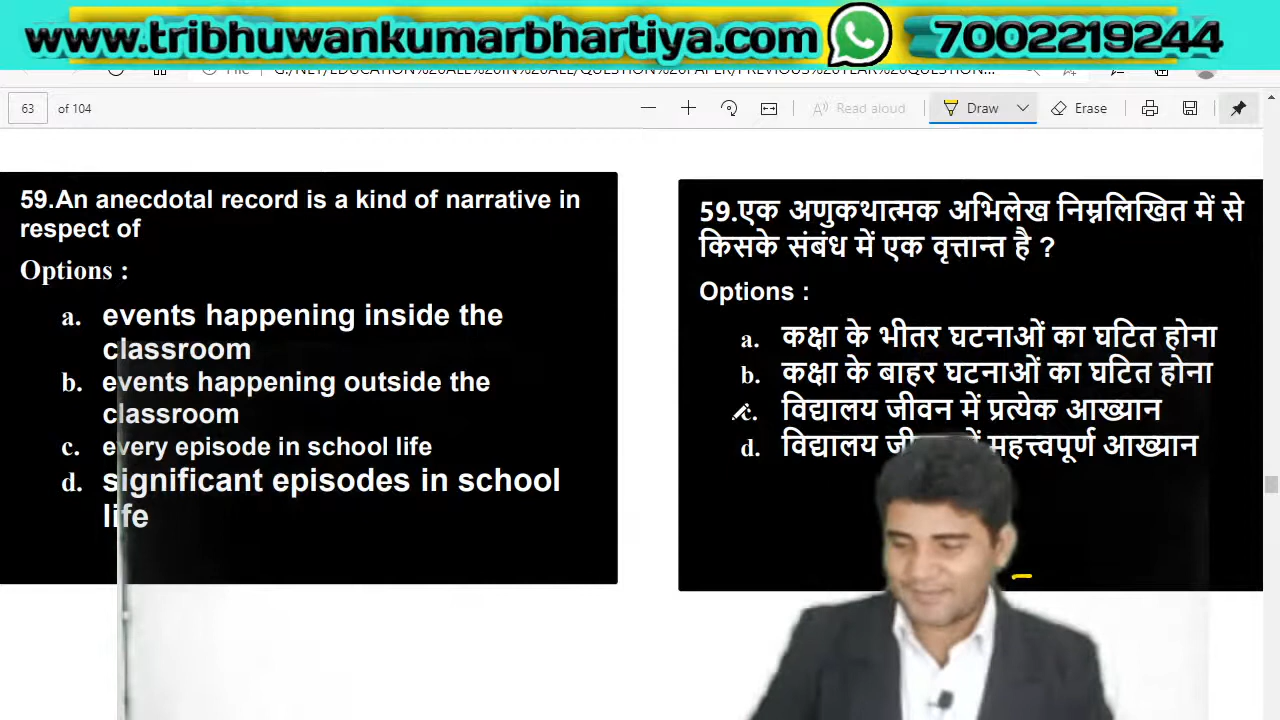 www.tribhuwankumarbhartiya.com 7002219244
63 of 104 Read aloud Draw Erase
59.An anecdotal record is a kind of narrative in
respect of
Options :
a. events happening inside the
classroom
b. events happening outside the
classroom
c. every episode in school life
d. significant episodes in school
life
59.एक अणुकथात्मक अभिलेख निम्नलिखित में से
किसके संबंध में एक वृत्तान्त है ?
Options :
a. कक्षा के भीतर घटनाओं का घटित होना
b. कक्षा के बाहर घटनाओं का घटित होना
c. विद्यालय जीवन में प्रत्येक आख्यान
d. विद्यालय जीवन में महत्त्वपूर्ण आख्यान